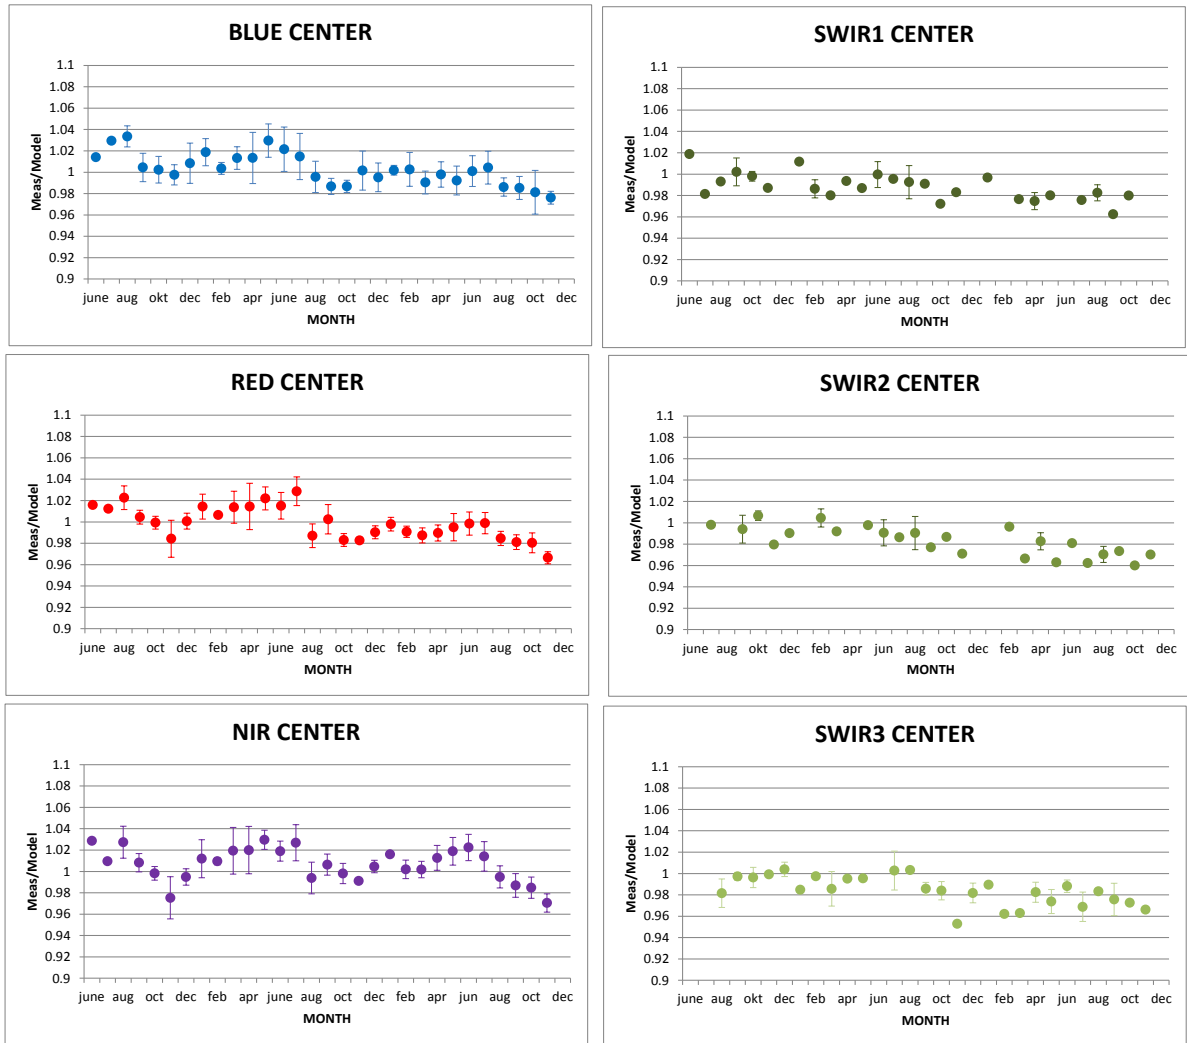 BLUE CENTER
Meas/Model
1.1
1.08
1.06
1.04
1.02
1
0.98
0.96
0.94
0.92
0.9
june aug okt dec feb apr june aug oct dec feb apr jun aug oct dec
MONTH
SWIR1 CENTER
Meas/Model
1.1
1.08
1.06
1.04
1.02
1
0.98
0.96
0.94
0.92
0.9
june aug oct dec feb apr june aug oct dec feb apr jun aug oct dec
MONTH
RED CENTER
Meas/Model
1.1
1.08
1.06
1.04
1.02
1
0.98
0.96
0.94
0.92
0.9
june aug oct dec feb apr june aug oct dec feb apr jun aug oct dec
MONTH
SWIR2 CENTER
Meas/Model
1.1
1.08
1.06
1.04
1.02
1
0.98
0.96
0.94
0.92
0.9
june aug okt dec feb apr june aug oct dec feb apr jun aug oct dec
MONTH
NIR CENTER
Meas/Model
1.1
1.08
1.06
1.04
1.02
1
0.98
0.96
0.94
0.92
0.9
june aug oct dec feb apr june aug oct dec feb apr jun aug oct dec
MONTH
SWIR3 CENTER
Meas/Model
1.1
1.08
1.06
1.04
1.02
1
0.98
0.96
0.94
0.92
0.9
june aug okt dec feb apr june aug oct dec feb apr jun aug oct dec
MONTH